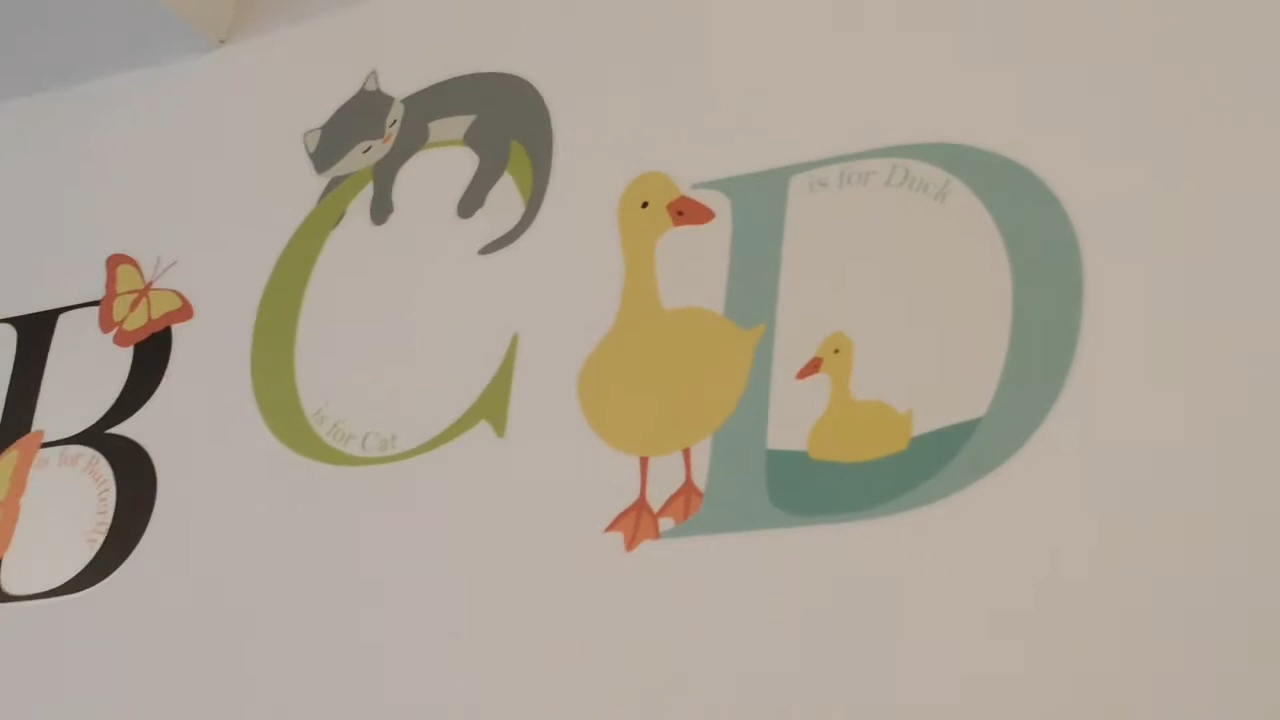 B
is for Butterfly
C
is for Cat
D
is for Duck